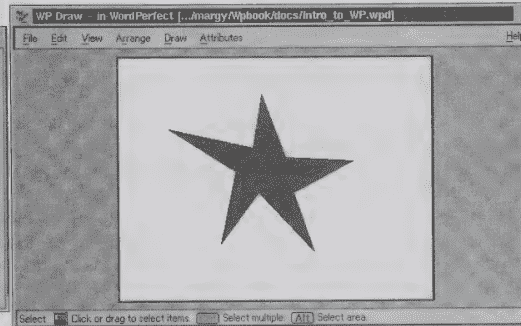 WP Draw - in WordPerfect [.../margy/Wpbook/docs/intro_to_WP.wpd]
File Edit View Arrange Draw Attributes Help
Select Click or drag to select items. Select multiple. Alt Select area.